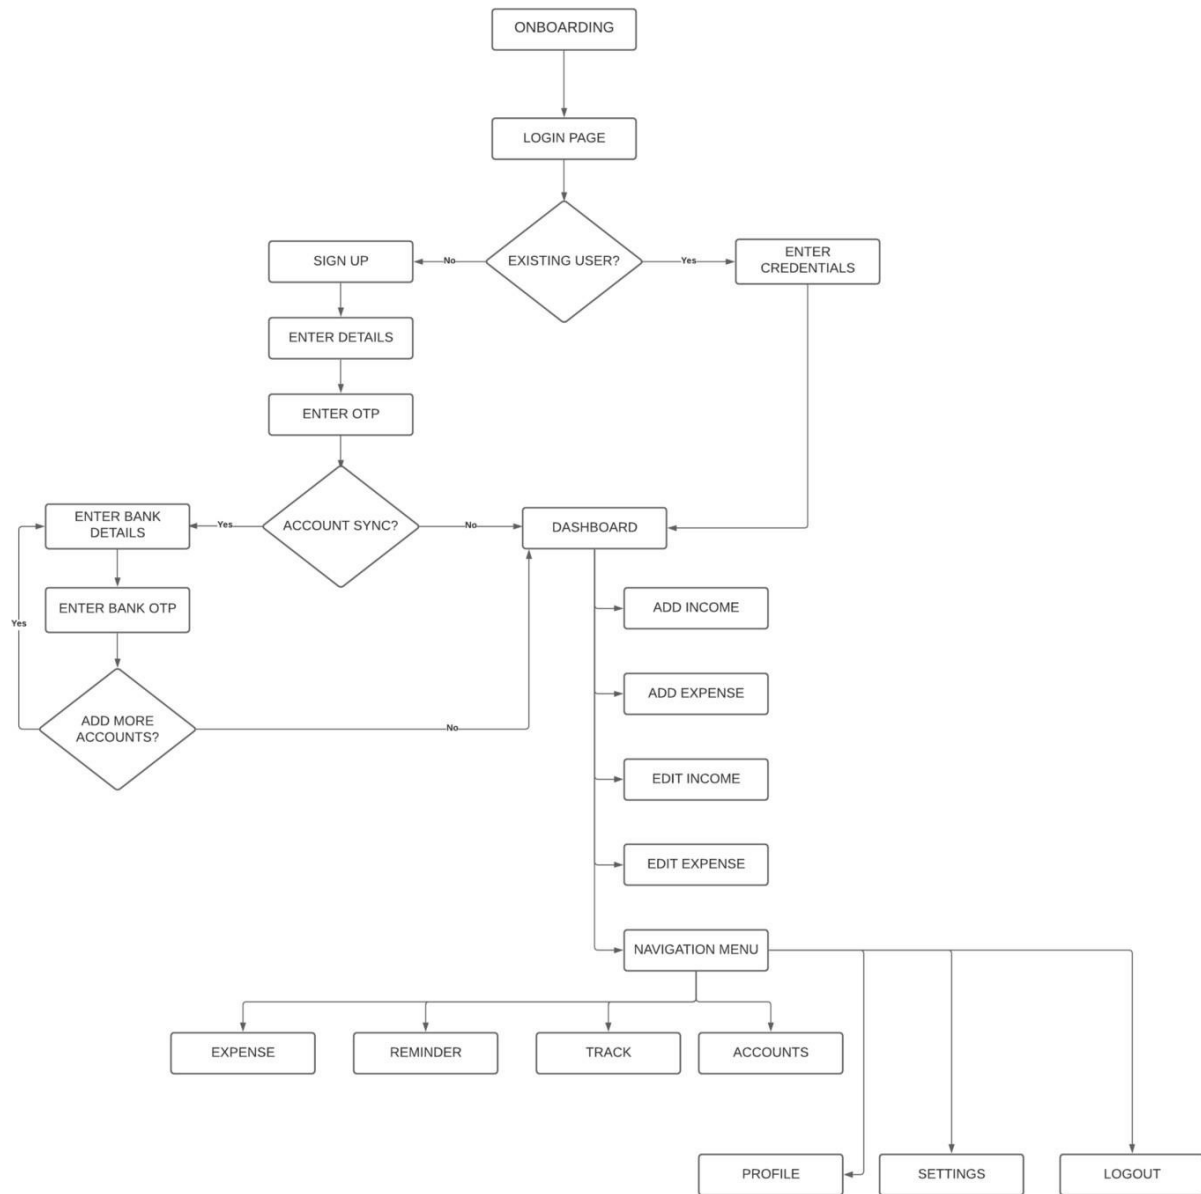 ONBOARDING
LOGIN PAGE
EXISTING USER?
No
Yes
SIGN UP
ENTER
CREDENTIALS
ENTER DETAILS
ENTER OTP
ACCOUNT SYNC?
Yes
No
ENTER BANK
DETAILS
DASHBOARD
ENTER BANK OTP
Yes
ADD MORE
ACCOUNTS?
No
ADD INCOME
ADD EXPENSE
EDIT INCOME
EDIT EXPENSE
NAVIGATION MENU
EXPENSE
REMINDER
TRACK
ACCOUNTS
PROFILE
SETTINGS
LOGOUT